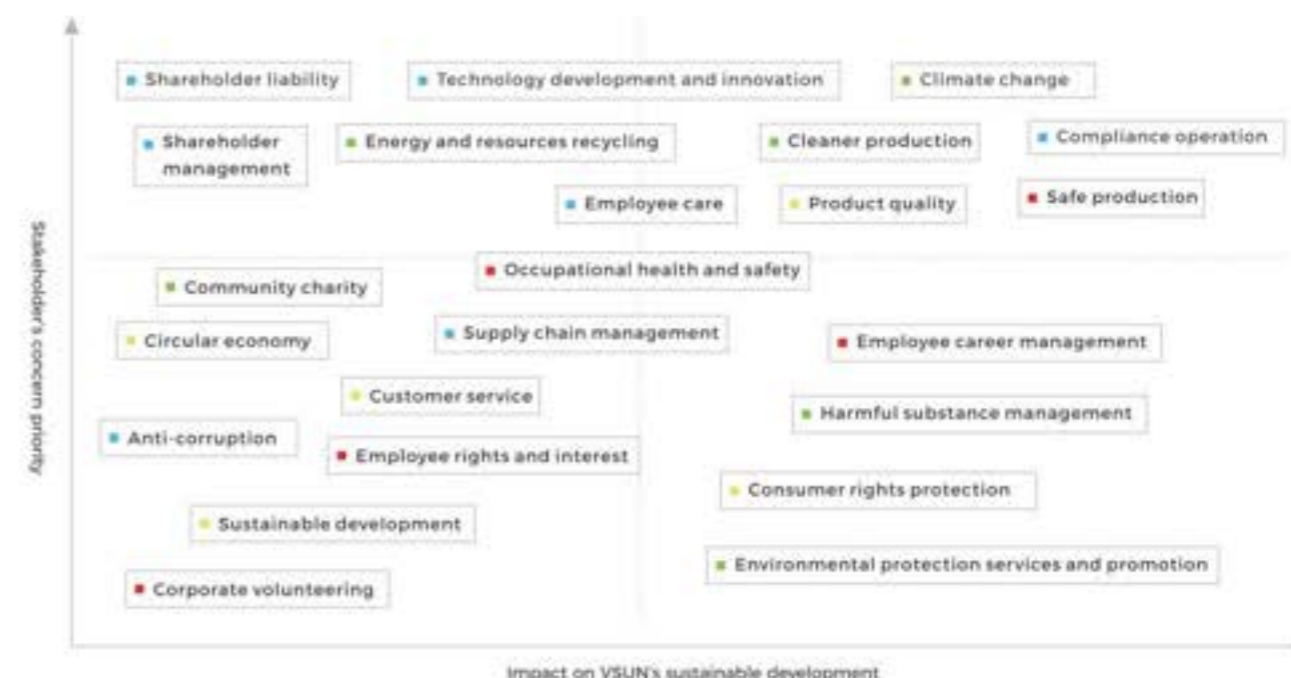 Shareholder liability
Technology development and innovation
Climate change
Shareholder
management
Energy and resources recycling
Cleaner production
Compliance operation
Employee care
Product quality
Safe production
Stakeholder's concern priority
Occupational health and safety
Community charity
Circular economy
Supply chain management
Employee career management
Customer service
Harmful substance management
Anti-corruption
Employee rights and interest
Consumer rights protection
Sustainable development
Environmental protection services and promotion
Corporate volunteering
Impact on VSUN's sustainable development